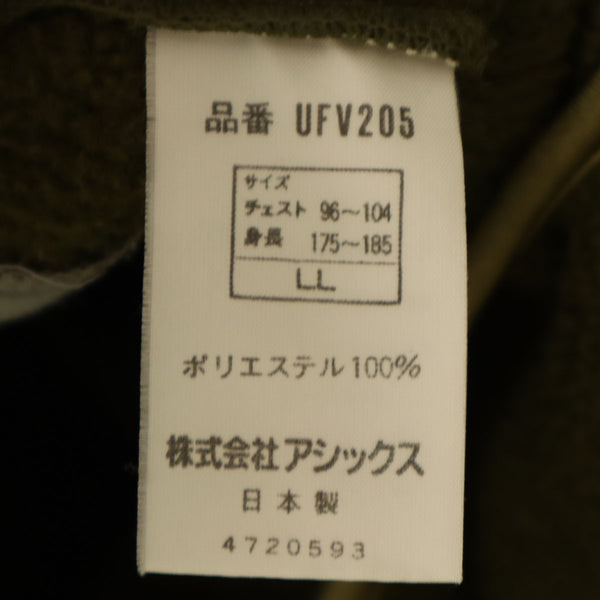 品番 UFV205
サイズ
チェスト 96～104
身長 175～185
LL
ポリエステル100%
株式会社アシックス
日本製
4720593